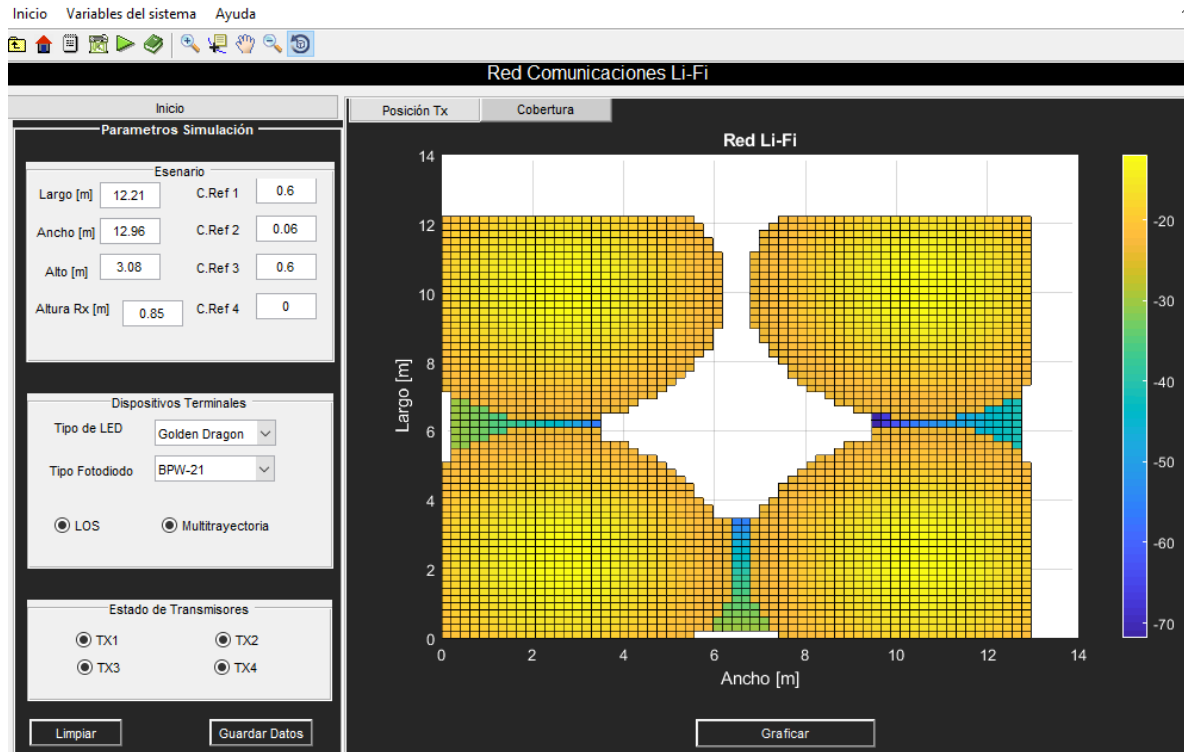 Inicio Variables del sistema Ayuda
Red Comunicaciones Li-Fi
Inicio
Parametros Simulación
Esenario
Largo [m] 12.21 C.Ref 1 0.6
Ancho [m] 12.96 C.Ref 2 0.06
Alto [m] 3.08 C.Ref 3 0.6
Altura Rx [m] 0.85 C.Ref 4 0
Dispositivos Terminales
Tipo de LED Golden Dragon
Tipo Fotodiodo BPW-21
LOS Multitrayectoria
Estado de Transmisores
TX1 TX2
TX3 TX4
Limpiar Guardar Datos
Posición Tx Cobertura
Red Li-Fi
14
12
10
8
6
4
2
0
Largo [m]
0 2 4 6 8 10 12 14
Ancho [m]
-20
-30
-40
-50
-60
-70
Graficar